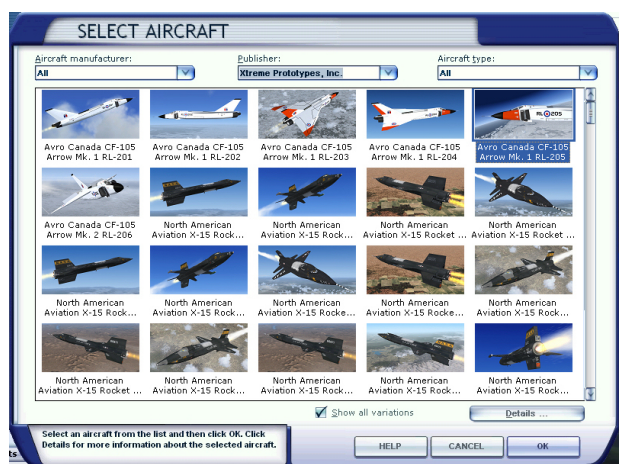 SELECT AIRCRAFT
Aircraft manufacturer:
Publisher:
Aircraft type:
All
Xtreme Prototypes, Inc.
All
RL 205
Avro Canada CF-105
Arrow Mk. 1 RL-201
Avro Canada CF-105
Arrow Mk. 1 RL-202
Avro Canada CF-105
Arrow Mk. 1 RL-203
Avro Canada CF-105
Arrow Mk. 1 RL-204
Avro Canada CF-105
Arrow Mk. 1 RL-205
Avro Canada CF-105
Arrow Mk. 2 RL-206
North American
Aviation X-15 Rock...
North American
Aviation X-15 Rock...
North American
Aviation X-15 Rocket ...
North American
Aviation X-15 Rocke...
North American
Aviation X-15 Rock...
North American
Aviation X-15 Rock...
North American
Aviation X-15 Rocke...
North American
Aviation X-15 Rock...
North American
Aviation X-15 Rock...
North American
Aviation X-15 Rocket ...
North American
Aviation X-15 Rock...
North American
Aviation X-15 Rock...
North American
Aviation X-15 Rock...
North American
Aviation X-15 Rock...
Show all variations
Details ...
Select an aircraft from the list and then click OK. Click
Details for more information about the selected aircraft.
ts
HELP
CANCEL
OK